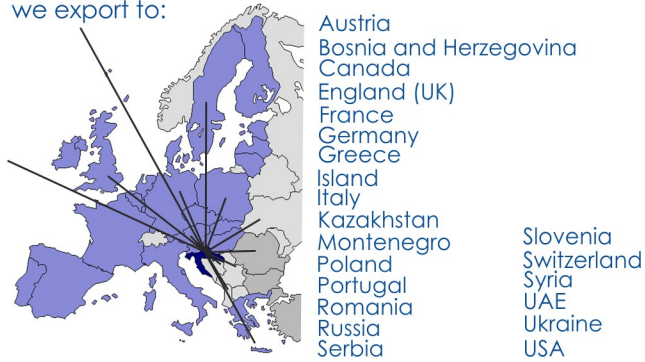 we export to:
Austria
Bosnia and Herzegovina
Canada
England (UK)
France
Germany
Greece
Island
Italy
Kazakhstan
Montenegro
Poland
Portugal
Romania
Russia
Serbia
Slovenia
Switzerland
Syria
UAE
Ukraine
USA